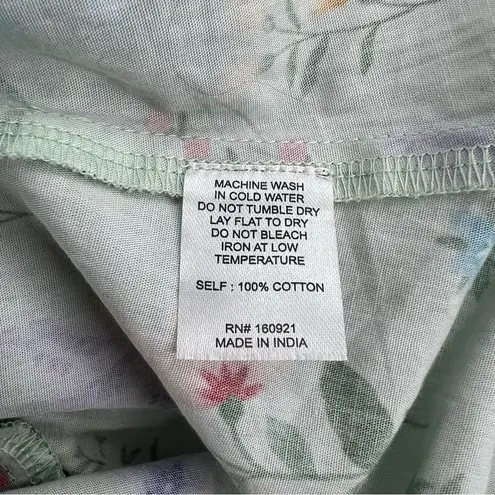 MACHINE WASH
IN COLD WATER
DO NOT TUMBLE DRY
LAY FLAT TO DRY
DO NOT BLEACH
IRON AT LOW
TEMPERATURE
SELF : 100% COTTON
RN# 160921
MADE IN INDIA